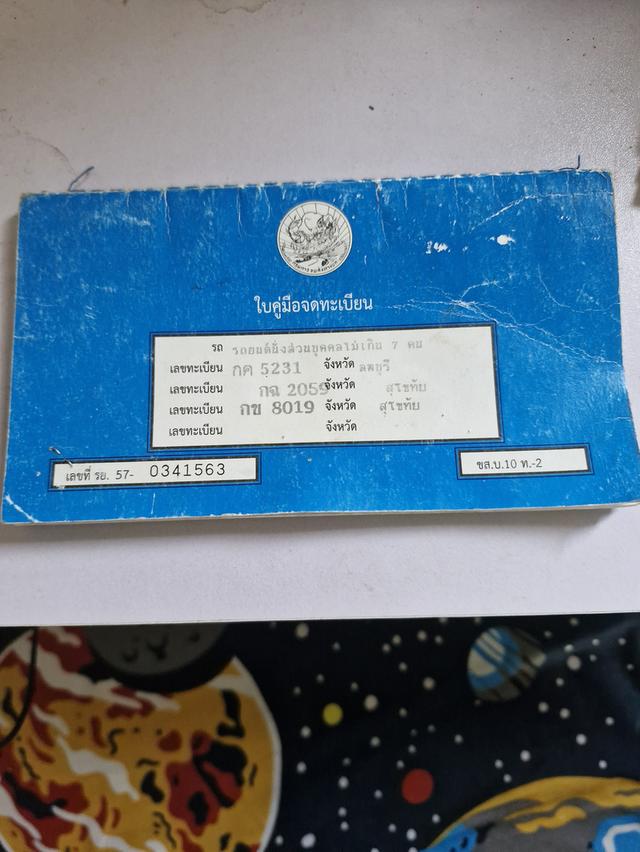 ใบคู่มือจดทะเบียน
รถ รถยนต์นั่งส่วนบุคคลไม่เกิน 7 คน
เลขทะเบียน กค 5231 จังหวัด ลพบุรี
เลขทะเบียน กฉ 2059 จังหวัด สุโขทัย
เลขทะเบียน กข 8019 จังหวัด สุโขทัย
เลขทะเบียน จังหวัด
เลขที่ รย. 57- 0341563
ขส.บ.10 ท.-2